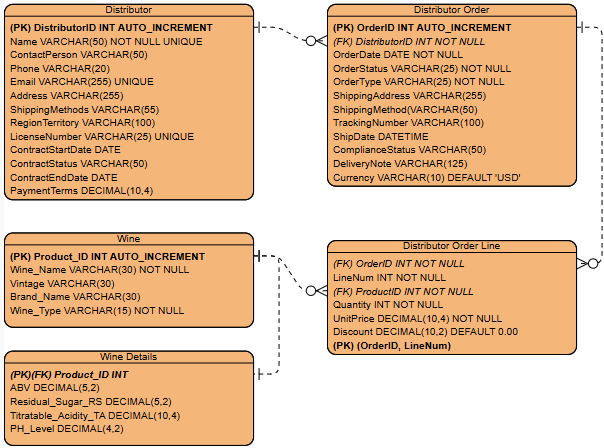 Distributor
(PK) DistributorID INT AUTO_INCREMENT
Name VARCHAR(50) NOT NULL UNIQUE
ContactPerson VARCHAR(50)
Phone VARCHAR(20)
Email VARCHAR(255) UNIQUE
Address VARCHAR(255)
ShippingMethods VARCHAR(55)
RegionTerritory VARCHAR(100)
LicenseNumber VARCHAR(25) UNIQUE
ContractStartDate DATE
ContractStatus VARCHAR(50)
ContractEndDate DATE
PaymentTerms DECIMAL(10,4)
Distributor Order
(PK) OrderID INT AUTO_INCREMENT
(FK) DistributorID INT NOT NULL
OrderDate DATE NOT NULL
OrderStatus VARCHAR(25) NOT NULL
OrderType VARCHAR(25) NOT NULL
ShippingAddress VARCHAR(255)
ShippingMethod(VARCHAR(50)
TrackingNumber VARCHAR(100)
ShipDate DATETIME
ComplianceStatus VARCHAR(50)
DeliveryNote VARCHAR(125)
Currency VARCHAR(10) DEFAULT 'USD'
Wine
(PK) Product_ID INT AUTO_INCREMENT
Wine_Name VARCHAR(30) NOT NULL
Vintage VARCHAR(30)
Brand_Name VARCHAR(30)
Wine_Type VARCHAR(15) NOT NULL
Distributor Order Line
(FK) OrderID INT NOT NULL
LineNum INT NOT NULL
(FK) ProductID INT NOT NULL
Quantity INT NOT NULL
UnitPrice DECIMAL(10,4) NOT NULL
Discount DECIMAL(10,2) DEFAULT 0.00
(PK) (OrderID, LineNum)
Wine Details
(PK)(FK) Product_ID INT
ABV DECIMAL(5,2)
Residual_Sugar_RS DECIMAL(5,2)
Titratable_Acidity_TA DECIMAL(10,4)
PH_Level DECIMAL(4,2)